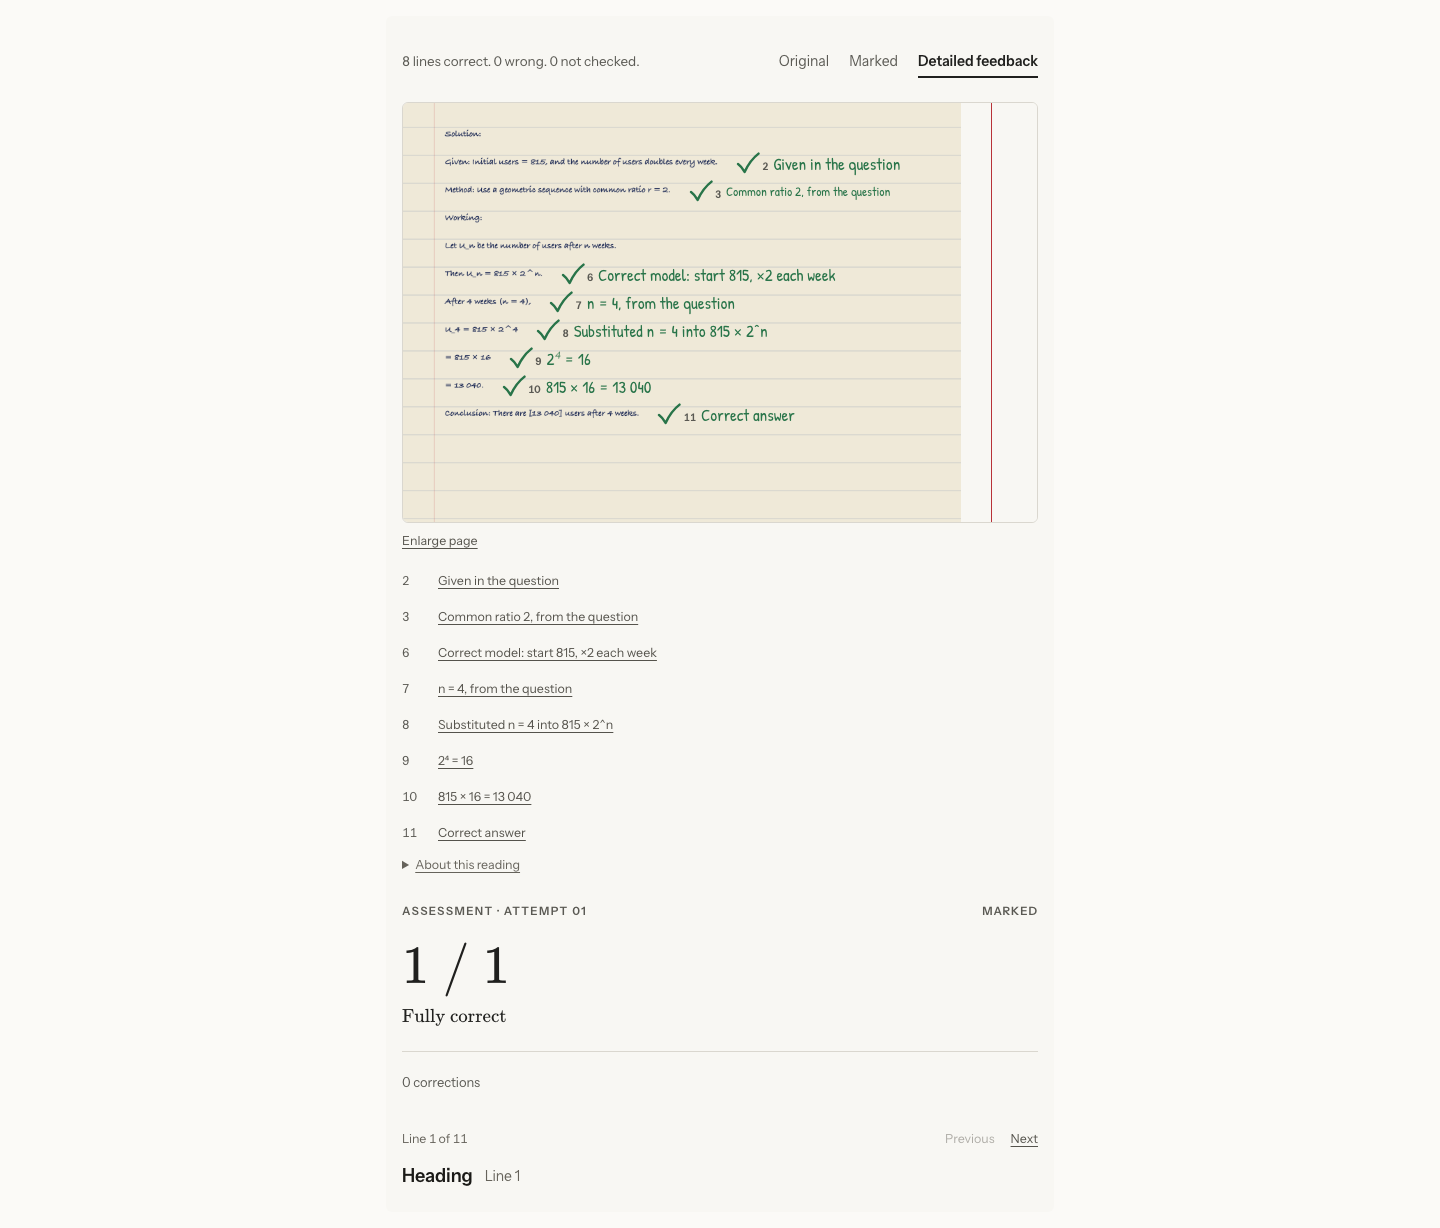 8 lines correct. 0 wrong. 0 not checked.
Original Marked Detailed feedback
Solution:
Given: Initial users = 815, and the number of users doubles every week. 2 Given in the question
Method: Use a geometric sequence with common ratio r = 2. 3 Common ratio 2, from the question
Working:
Let U_n be the number of users after n weeks.
Then U_n = 815 × 2^n. 6 Correct model: start 815, ×2 each week
After 4 weeks (n = 4), 7 n = 4, from the question
U_4 = 815 × 2^4 8 Substituted n = 4 into 815 × 2^n
= 815 × 16 9 2⁴ = 16
= 13 040. 10 815 × 16 = 13 040
Conclusion: There are [13 040] users after 4 weeks. 11 Correct answer
Enlarge page
2 Given in the question
3 Common ratio 2, from the question
6 Correct model: start 815, ×2 each week
7 n = 4, from the question
8 Substituted n = 4 into 815 × 2^n
9 2⁴ = 16
10 815 × 16 = 13 040
11 Correct answer
About this reading
ASSESSMENT · ATTEMPT 01 MARKED
1 / 1
Fully correct
0 corrections
Line 1 of 11 Previous Next
Heading Line 1